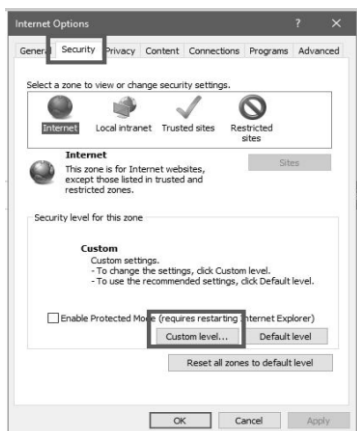 Internet Options ? ×
General Security Privacy Content Connections Programs Advanced
Select a zone to view or change security settings.
Internet Local intranet Trusted sites Restricted sites
Internet
This zone is for Internet websites,
except those listed in trusted and
restricted zones.
Sites
Security level for this zone
Custom
Custom settings.
- To change the settings, click Custom level.
- To use the recommended settings, click Default level.
Enable Protected Mode (requires restarting Internet Explorer)
Custom level... Default level
Reset all zones to default level
OK Cancel Apply